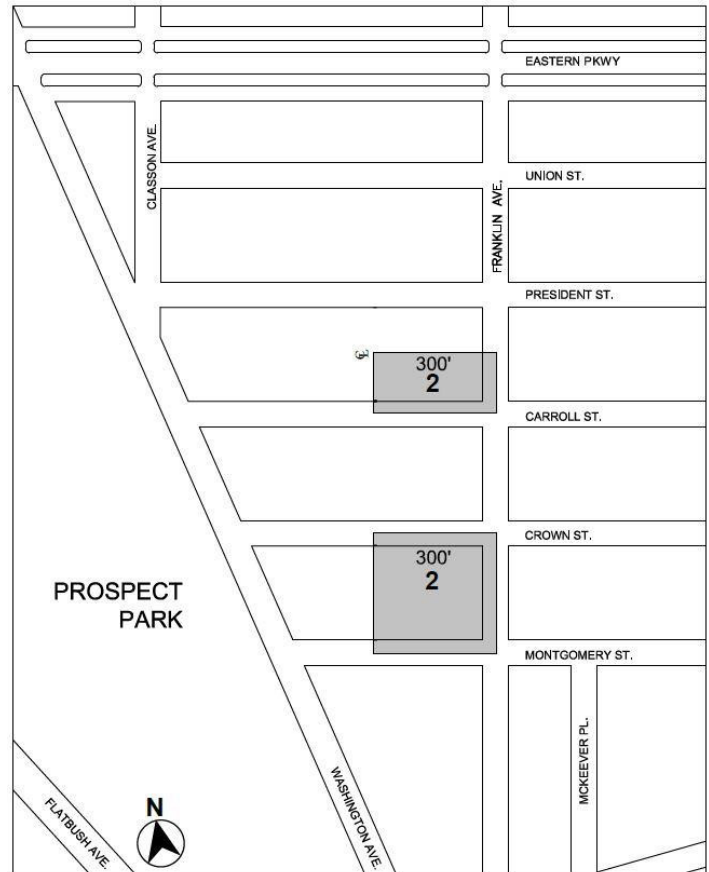 EASTERN PKWY
CLASSON AVE.
UNION ST.
FRANKLIN AVE.
PRESIDENT ST.
℄
300'
2
CARROLL ST.
CROWN ST.
300'
2
PROSPECT
PARK
MONTGOMERY ST.
MCKEEVER PL.
WASHINGTON AVE.
FLATBUSH AVE.
N